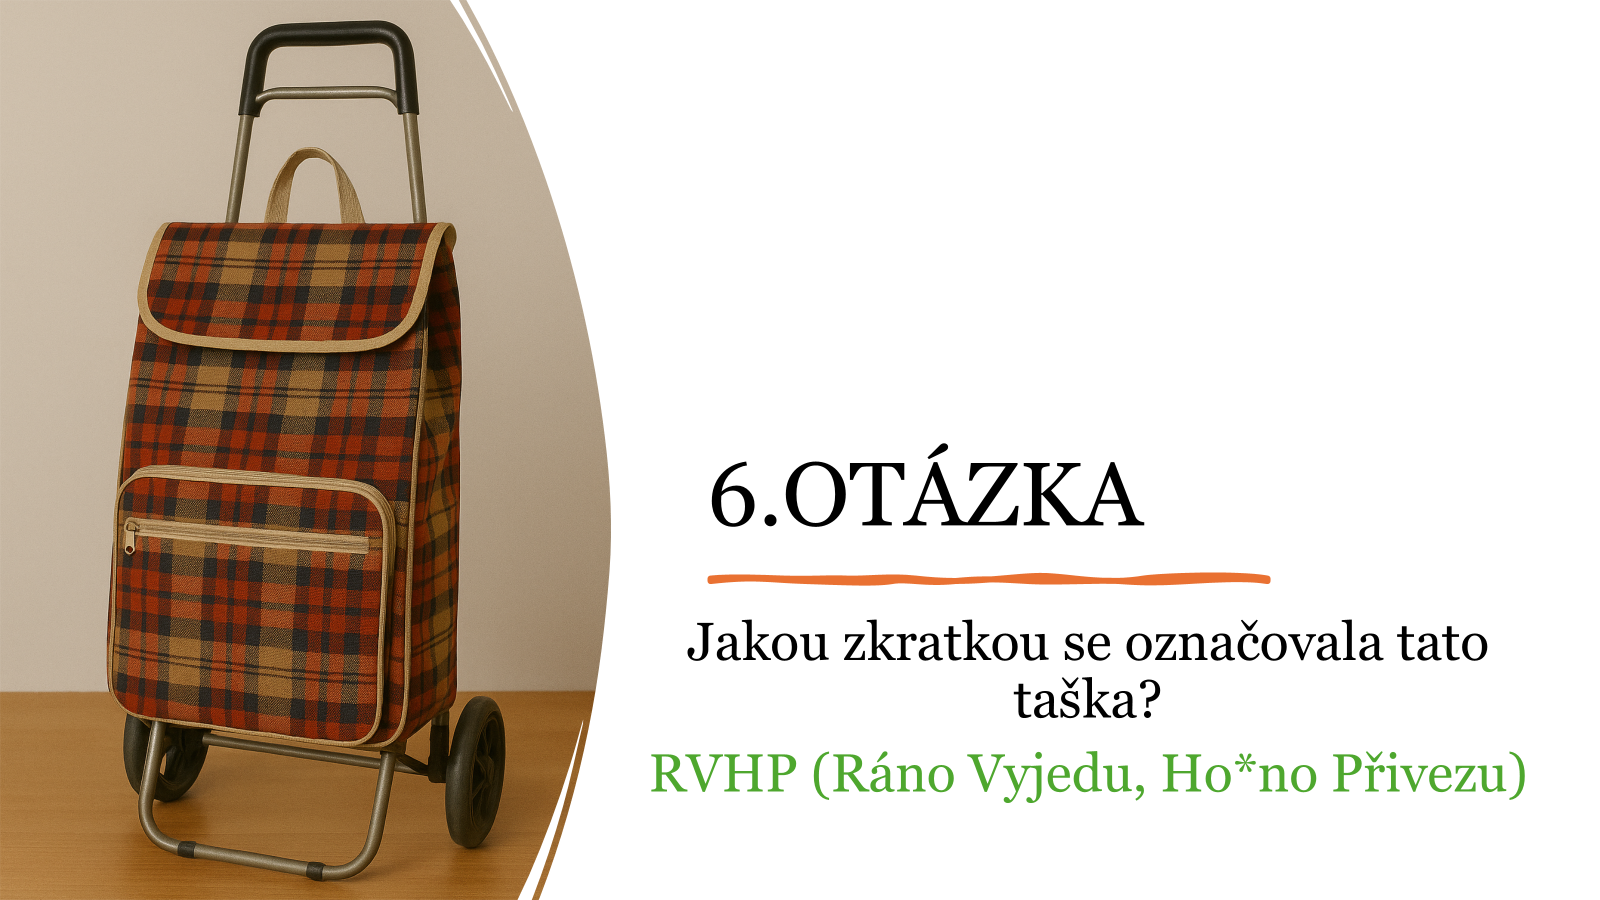 6.OTÁZKA
Jakou zkratkou se označovala tato
taška?
RVHP (Ráno Vyjedu, Ho*no Přivezu)